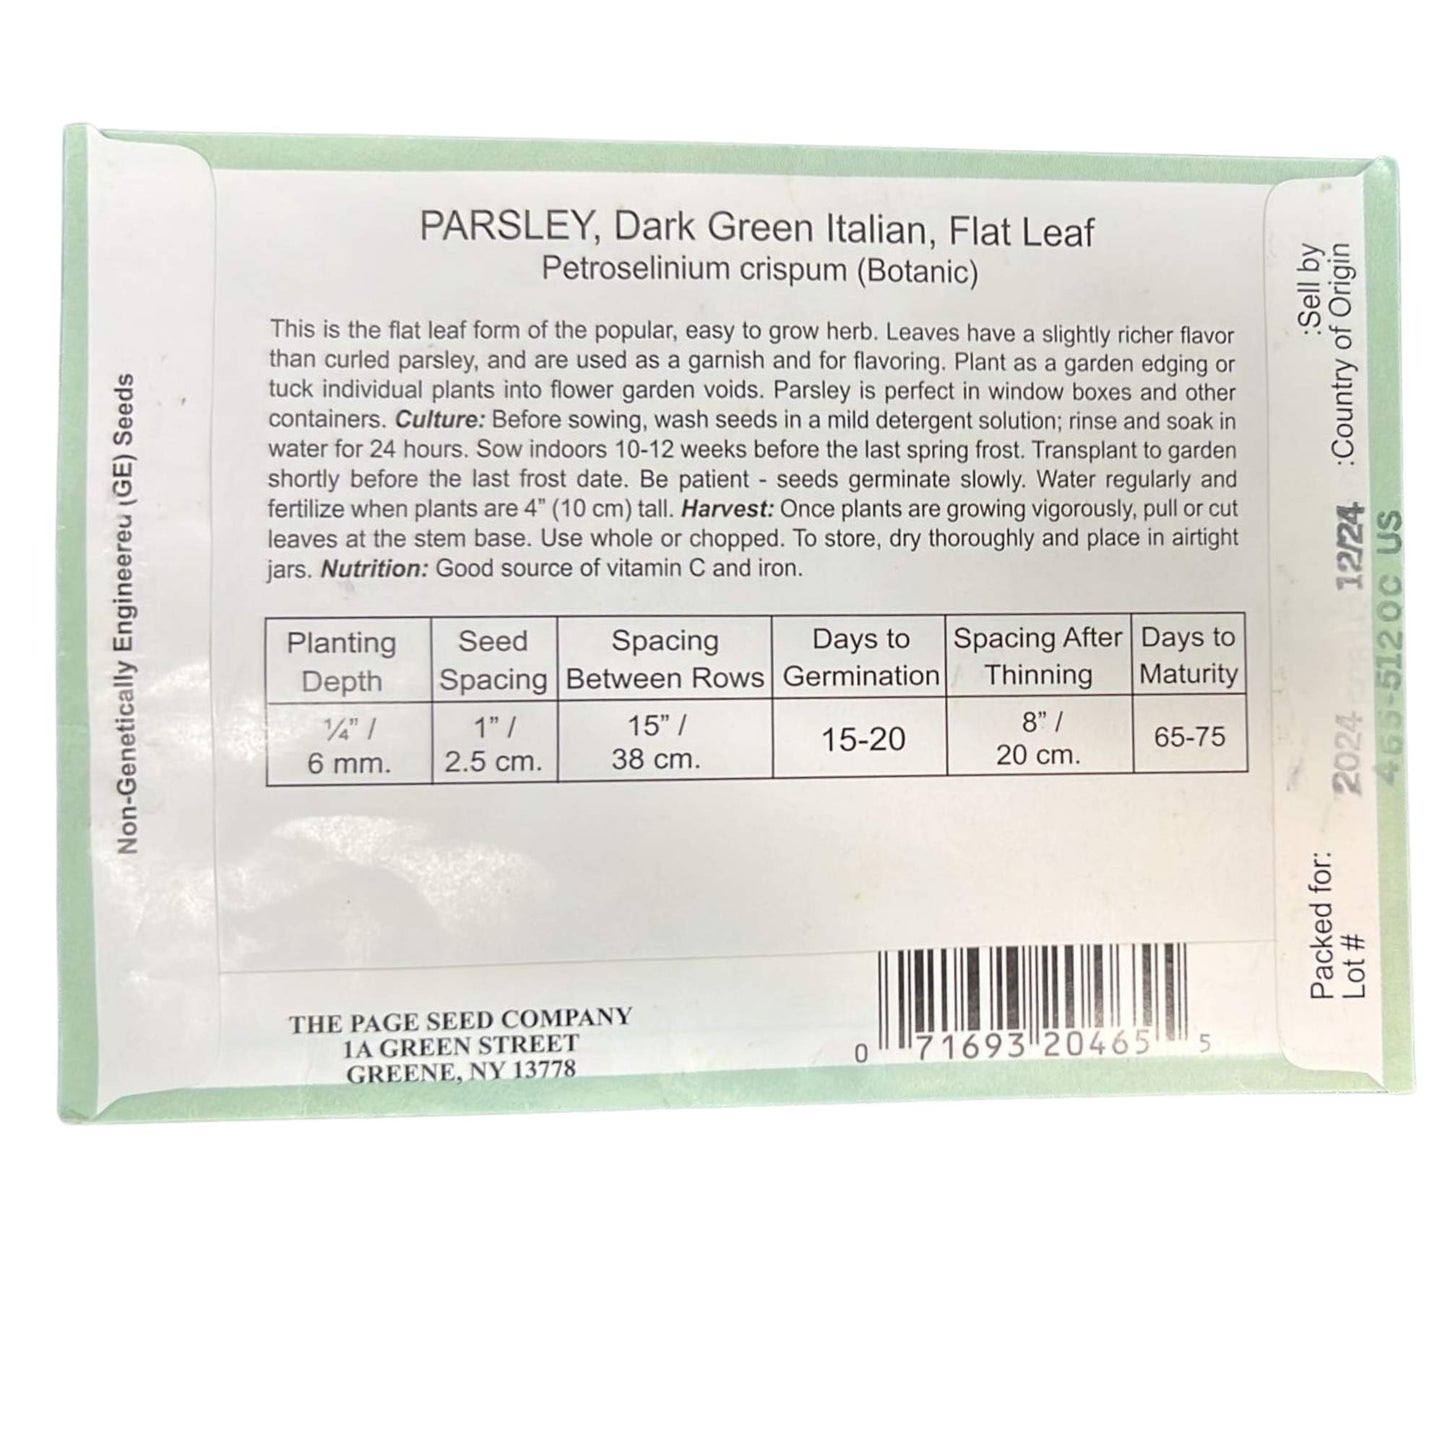 PARSLEY, Dark Green Italian, Flat Leaf
Petroselinium crispum (Botanic)
This is the flat leaf form of the popular, easy to grow herb. Leaves have a slightly richer flavor
than curled parsley, and are used as a garnish and for flavoring. Plant as a garden edging or
tuck individual plants into flower garden voids. Parsley is perfect in window boxes and other
containers. Culture: Before sowing, wash seeds in a mild detergent solution; rinse and soak in
water for 24 hours. Sow indoors 10-12 weeks before the last spring frost. Transplant to garden
shortly before the last frost date. Be patient - seeds germinate slowly. Water regularly and
fertilize when plants are 4” (10 cm) tall. Harvest: Once plants are growing vigorously, pull or cut
leaves at the stem base. Use whole or chopped. To store, dry thoroughly and place in airtight
jars. Nutrition: Good source of vitamin C and iron.
Planting Depth
Seed Spacing
Spacing Between Rows
Days to Germination
Spacing After Thinning
Days to Maturity
¼” / 6 mm.
1” / 2.5 cm.
15” / 38 cm.
15-20
8” / 20 cm.
65-75
THE PAGE SEED COMPANY
1A GREEN STREET
GREENE, NY 13778
0 71693 20465 5
Non-Genetically Engineered (GE) Seeds
Packed for: :Sell by
Lot # :Country of Origin
2024 12/24
465-5120C US